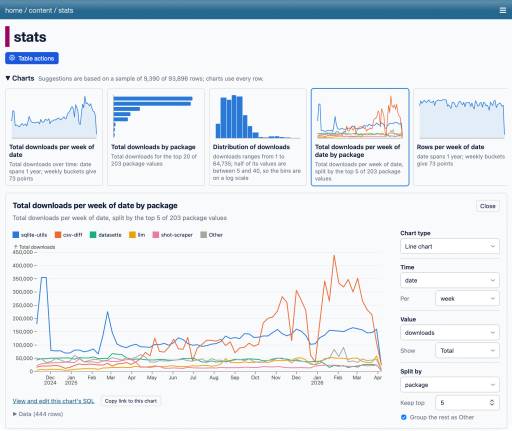 home / content / stats
stats
Table actions
▼ Charts Suggestions are based on a sample of 9,390 of 93,898 rows; charts use every row.
Total downloads per week of date
Total downloads over time: date spans 1 year; weekly buckets give 73 points
Total downloads by package
Total downloads for the top 20 of 203 package values
Distribution of downloads
downloads ranges from 1 to 64,735; half of its values are between 5 and 40, so the bins are on a log scale
Total downloads per week of date by package
Total downloads per week of date, split by the top 5 of 203 package values
Rows per week of date
date spans 1 year; weekly buckets give 73 points
Total downloads per week of date by package
Total downloads per week of date, split by the top 5 of 203 package values
Close
sqlite-utils csv-diff datasette llm shot-scraper Other
↑ Total downloads
450,000
400,000
350,000
300,000
250,000
200,000
150,000
100,000
50,000
0
Dec 2024 Jan 2025 Feb Mar Apr May Jun Jul Aug Sep Oct Nov Dec Jan 2026 Feb Mar Apr
View and edit this chart's SQL Copy link to this chart
▶ Data (444 rows)
Chart type
Line chart
Time
date
Per week
Value
downloads
Show Total
Split by
package
Keep top 5
Group the rest as Other